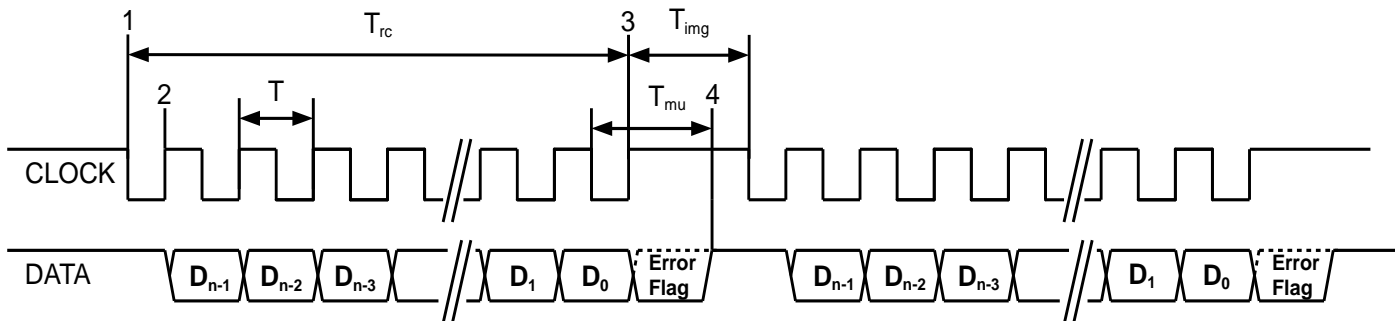 1 T_rc 3 T_img
2 T T_mu 4
CLOCK
DATA D_n-1 D_n-2 D_n-3 D_1 D_0 Error Flag D_n-1 D_n-2 D_n-3 D_1 D_0 Error Flag